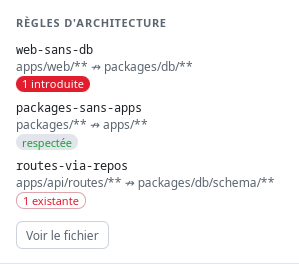 RÈGLES D'ARCHITECTURE
web-sans-db
apps/web/** ↛ packages/db/**
1 introduite
packages-sans-apps
packages/** ↛ apps/**
respectée
routes-via-repos
apps/api/routes/** ↛ packages/db/schema/**
1 existante
Voir le fichier